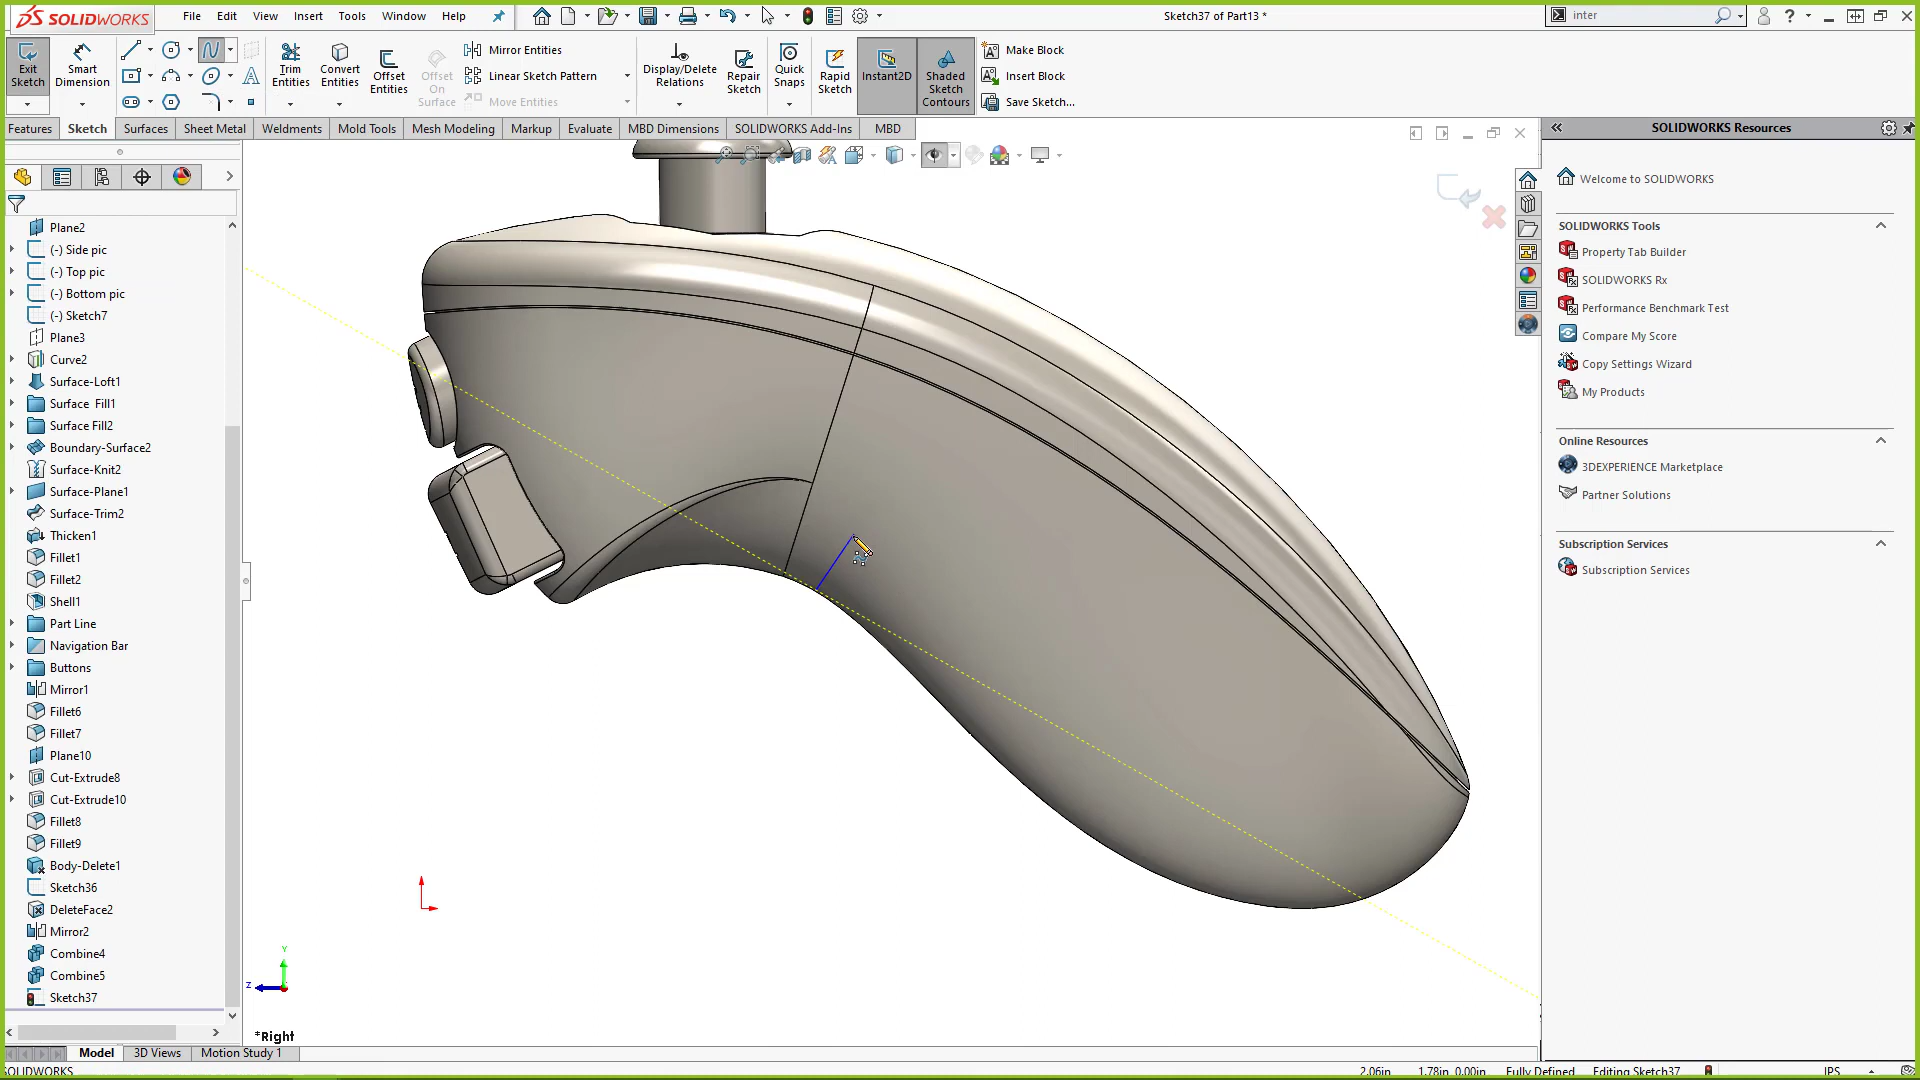 SOLIDWORKS
File
Edit
View
Insert
Tools
Window
Help
Sketch37 of Part13 *
inter
Exit Sketch
Smart Dimension
Trim Entities
Convert Entities
Offset Entities
Offset On Surface
Mirror Entities
Linear Sketch Pattern
Move Entities
Display/Delete Relations
Repair Sketch
Quick Snaps
Rapid Sketch
Instant2D
Shaded Sketch Contours
Make Block
Insert Block
Save Sketch...
Features
Sketch
Surfaces
Sheet Metal
Weldments
Mold Tools
Mesh Modeling
Markup
Evaluate
MBD Dimensions
SOLIDWORKS Add-Ins
MBD
Plane2
(-) Side pic
(-) Top pic
(-) Bottom pic
(-) Sketch7
Plane3
Curve2
Surface-Loft1
Surface Fill1
Surface Fill2
Boundary-Surface2
Surface-Knit2
Surface-Plane1
Surface-Trim2
Thicken1
Fillet1
Fillet2
Shell1
Part Line
Navigation Bar
Buttons
Mirror1
Fillet6
Fillet7
Plane10
Cut-Extrude8
Cut-Extrude10
Fillet8
Fillet9
Body-Delete1
Sketch36
DeleteFace2
Mirror2
Combine4
Combine5
Sketch37
Y
Z
*Right
SOLIDWORKS Resources
Welcome to SOLIDWORKS
SOLIDWORKS Tools
Property Tab Builder
SOLIDWORKS Rx
Performance Benchmark Test
Compare My Score
Copy Settings Wizard
My Products
Online Resources
3DEXPERIENCE Marketplace
Partner Solutions
Subscription Services
Subscription Services
Model
3D Views
Motion Study 1
SOLIDWORKS
2.06in
1.78in
0.00in
Fully Defined
Editing Sketch37
IPS